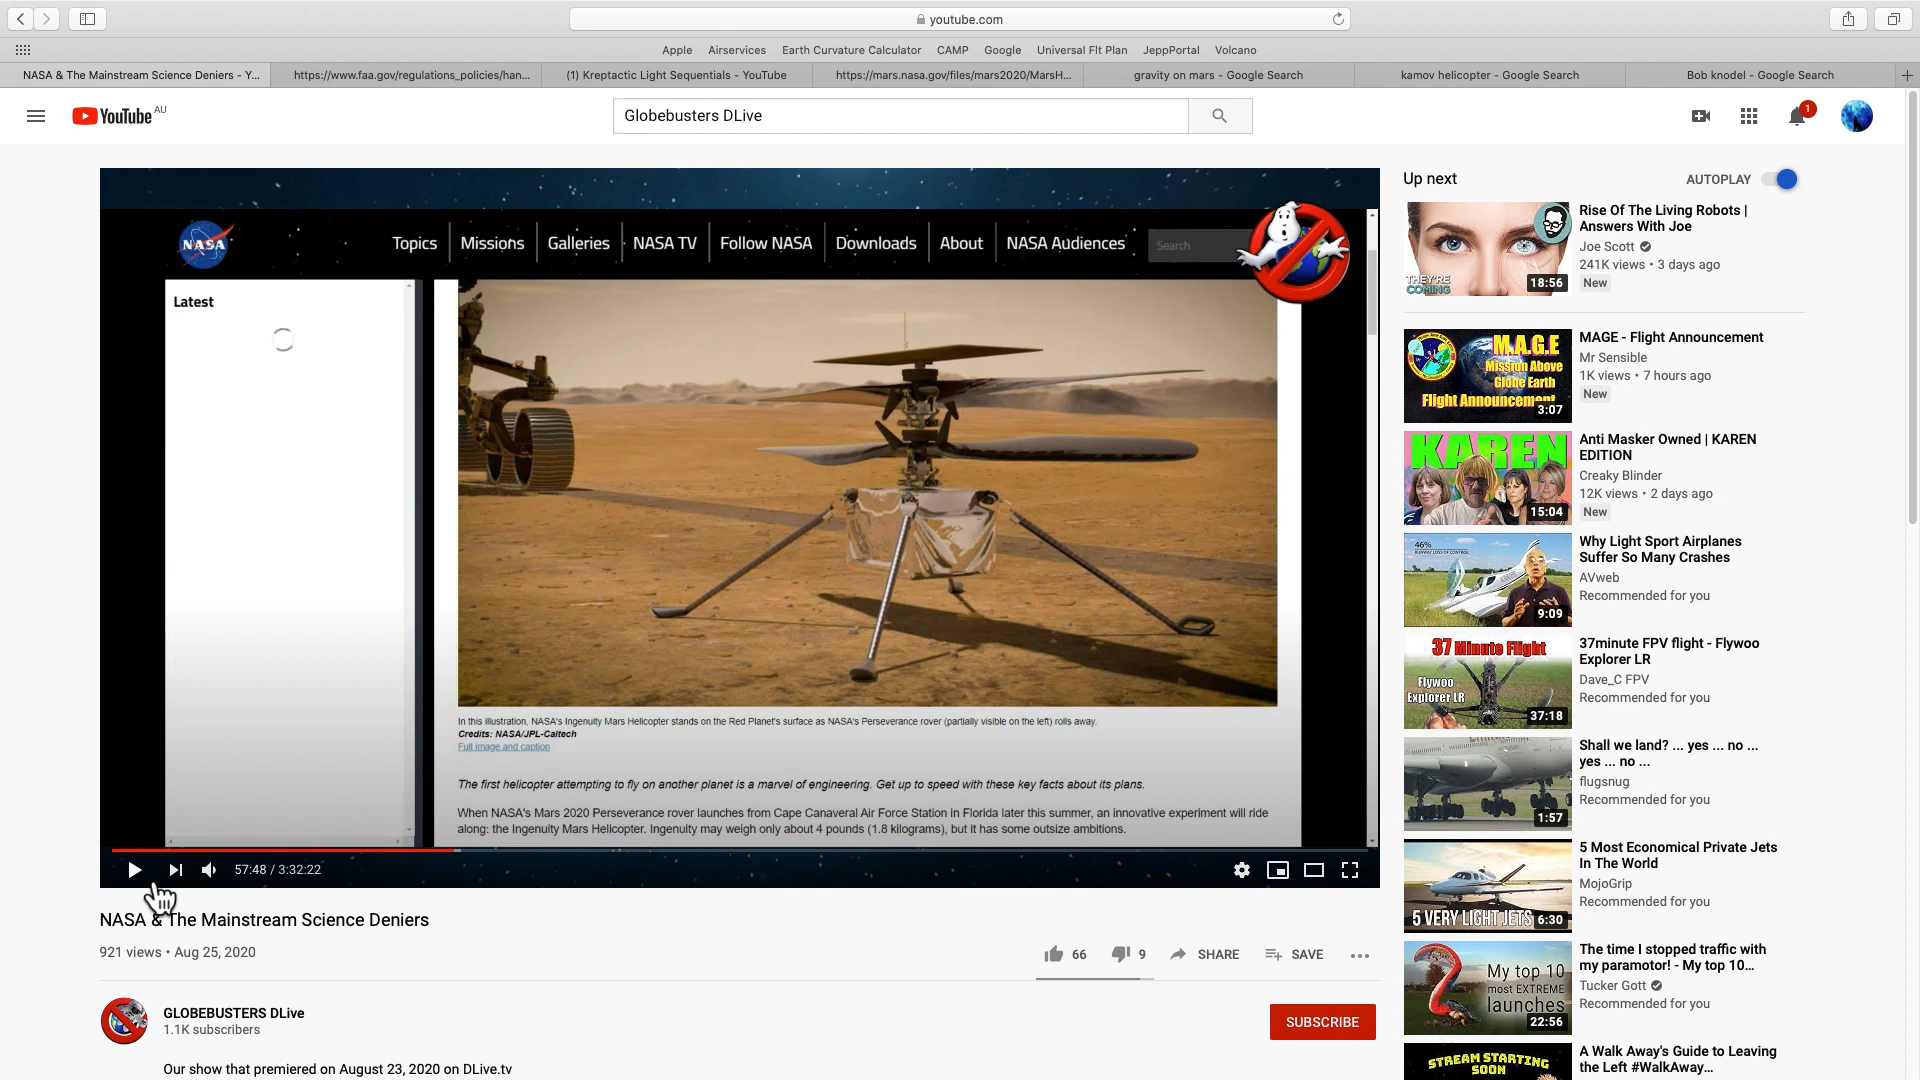 youtube.com
Apple Airservices Earth Curvature Calculator CAMP Google Universal Flt Plan JeppPortal Volcano
NASA & The Mainstream Science Deniers - Y...
https://www.faa.gov/regulations_policies/han...
(1) Kreptactic Light Sequentials - YouTube
https://mars.nasa.gov/files/mars2020/MarsH...
gravity on mars - Google Search
kamov helicopter - Google Search
Bob knodel - Google Search
YouTube AU
Globebusters DLive
1
NASA
Topics Missions Galleries NASA TV Follow NASA Downloads About NASA Audiences Search
Latest
In this illustration, NASA's Ingenuity Mars Helicopter stands on the Red Planet's surface as NASA's Perseverance rover (partially visible on the left) rolls away.
Credits: NASA/JPL-Caltech
Full image and caption
The first helicopter attempting to fly on another planet is a marvel of engineering. Get up to speed with these key facts about its plans.
When NASA's Mars 2020 Perseverance rover launches from Cape Canaveral Air Force Station in Florida later this summer, an innovative experiment will ride
along: the Ingenuity Mars Helicopter. Ingenuity may weigh only about 4 pounds (1.8 kilograms), but it has some outsize ambitions.
57:48 / 3:32:22
NASA & The Mainstream Science Deniers
921 views • Aug 25, 2020
66 9 SHARE SAVE
GLOBEBUSTERS DLive
1.1K subscribers
SUBSCRIBE
Our show that premiered on August 23, 2020 on DLive.tv
Up next
AUTOPLAY
THEY'RE
COMING
18:56
Rise Of The Living Robots |
Answers With Joe
Joe Scott
241K views • 3 days ago
New
M.A.G.E
Mission Above
Globe Earth
Flight Announcement
3:07
MAGE - Flight Announcement
Mr Sensible
1K views • 7 hours ago
New
KAREN
15:04
Anti Masker Owned | KAREN
EDITION
Creaky Blinder
12K views • 2 days ago
New
46%
RUNWAY LOSS OF CONTROL
9:09
Why Light Sport Airplanes
Suffer So Many Crashes
AVweb
Recommended for you
37 Minute Flight
Flywoo
Explorer LR
37:18
37minute FPV flight - Flywoo
Explorer LR
Dave_C FPV
Recommended for you
1:57
Shall we land? ... yes ... no ...
yes ... no ...
flugsnug
Recommended for you
5 VERY LIGHT JETS
6:30
5 Most Economical Private Jets
In The World
MojoGrip
Recommended for you
My top 10
most EXTREME
launches
22:56
The time I stopped traffic with
my paramotor! - My top 10...
Tucker Gott
Recommended for you
STREAM STARTING
SOON
A Walk Away's Guide to Leaving
the Left #WalkAway...